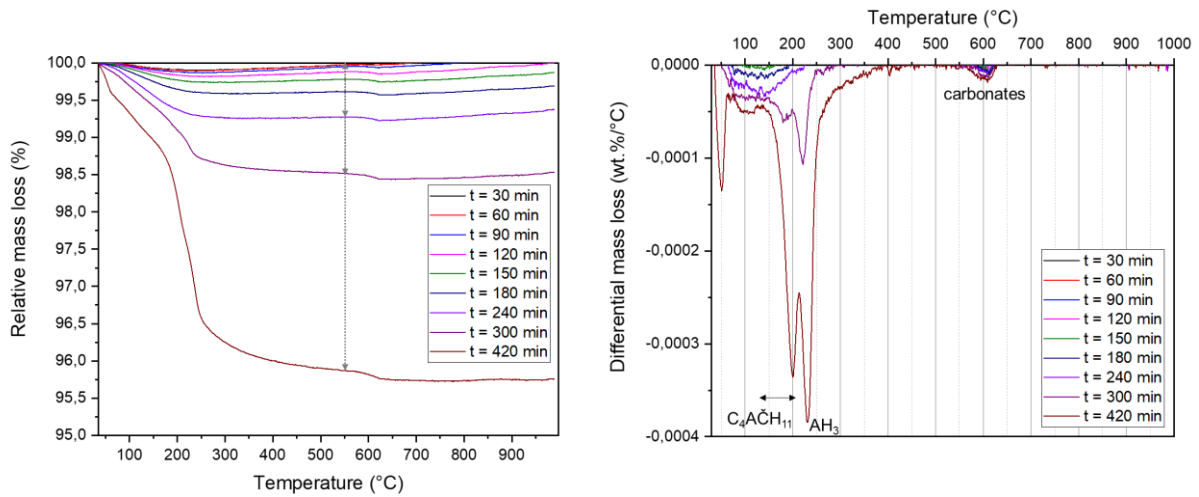 100,0
99,5
99,0
98,5
98,0
97,5
97,0
96,5
96,0
95,5
95,0
Relative mass loss (%)
t = 30 min
t = 60 min
t = 90 min
t = 120 min
t = 150 min
t = 180 min
t = 240 min
t = 300 min
t = 420 min
100 200 300 400 500 600 700 800 900
Temperature (°C)
Temperature (°C)
100 200 300 400 500 600 700 800 900 1000
0,0000
-0,0001
-0,0002
-0,0003
-0,0004
Differential mass loss (wt.%/°C)
carbonates
t = 30 min
t = 60 min
t = 90 min
t = 120 min
t = 150 min
t = 180 min
t = 240 min
t = 300 min
t = 420 min
C₄AČH₁₁
AH₃